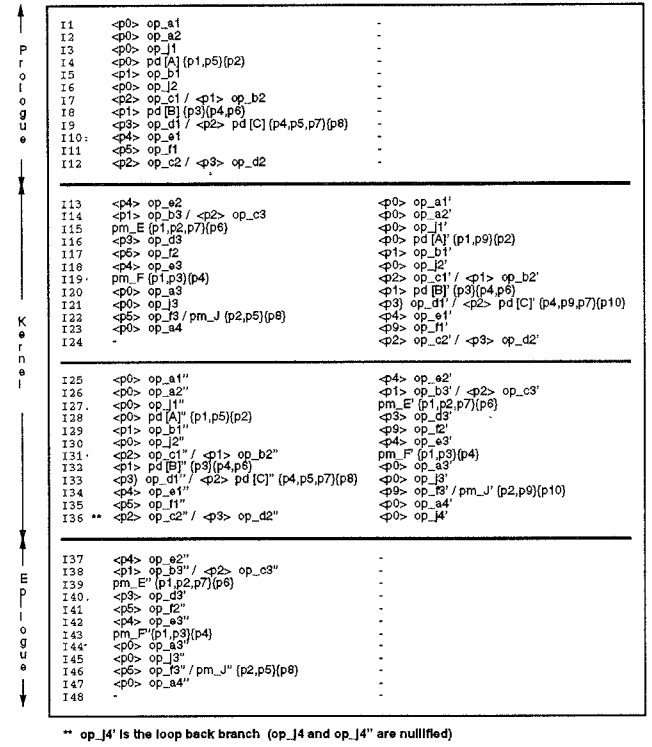 Prologue
I1 <p0> op_a1 -
I2 <p0> op_a2 -
I3 <p0> op_j1 -
I4 <p0> pd [A] {p1,p5}{p2} -
I5 <p1> op_b1 -
I6 <p0> op_j2 -
I7 <p2> op_c1 / <p1> op_b2 -
I8 <p1> pd [B] {p3}{p4,p6} -
I9 <p3> op_d1 / <p2> pd [C] {p4,p5,p7}{p8} -
I10: <p4> op_e1 -
I11 <p5> op_f1 -
I12 <p2> op_c2 / <p3> op_d2 -
Kernel
I13 <p4> op_e2 <p0> op_a1'
I14 <p1> op_b3 / <p2> op_c3 <p0> op_a2'
I15 pm_E {p1,p2,p7}{p6} <p0> op_j1'
I16 <p3> op_d3 <p0> pd [A]' {p1,p9}{p2}
I17 <p5> op_f2 <p1> op_b1'
I18 <p4> op_e3 <p0> op_j2'
I19 pm_F {p1,p3}{p4} <p2> op_c1' / <p1> op_b2'
I20 <p0> op_a3 <p1> pd [B]' {p3}{p4,p6}
I21 <p0> op_j3 <p3) op_d1' / <p2> pd [C]' {p4,p9,p7}{p10}
I22 <p5> op_f3 / pm_J {p2,p5}{p8} <p4> op_e1'
I23 <p0> op_a4 <p9> op_f1'
I24 - <p2> op_c2' / <p3> op_d2'
I25 <p0> op_a1" <p4> op_e2'
I26 <p0> op_a2" <p1> op_b3' / <p2> op_c3'
I27 <p0> op_j1" pm_E' {p1,p2,p7}{p6}
I28 <p0> pd [A]" {p1,p5}{p2} <p3> op_d3'
I29 <p1> op_b1" <p9> op_f2'
I30 <p0> op_j2" <p4> op_e3'
I31 <p2> op_c1" / <p1> op_b2" pm_F' {p1,p3}{p4}
I32 <p1> pd [B]" {p3}{p4,p6} <p0> op_a3'
I33 <p3) op_d1" / <p2> pd [C]" {p4,p5,p7}{p8} <p0> op_j3'
I34 <p4> op_e1" <p9> op_f3' / pm_J' {p2,p9}{p10}
I35 <p5> op_f1" <p0> op_a4'
I36 ** <p2> op_c2" / <p3> op_d2" <p0> op_j4'
Epilogue
I37 <p4> op_e2" -
I38 <p1> op_b3" / <p2> op_c3" -
I39 pm_E" {p1,p2,p7}{p6} -
I40 <p3> op_d3' -
I41 <p5> op_f2" -
I42 <p4> op_e3" -
I43 pm_F"{p1,p3}{p4} -
I44 <p0> op_a3" -
I45 <p0> op_j3" -
I46 <p5> op_f3" / pm_J" {p2,p5}{p8} -
I47 <p0> op_a4" -
I48 - -
** op_j4' is the loop back branch (op_j4 and op_j4" are nullified)